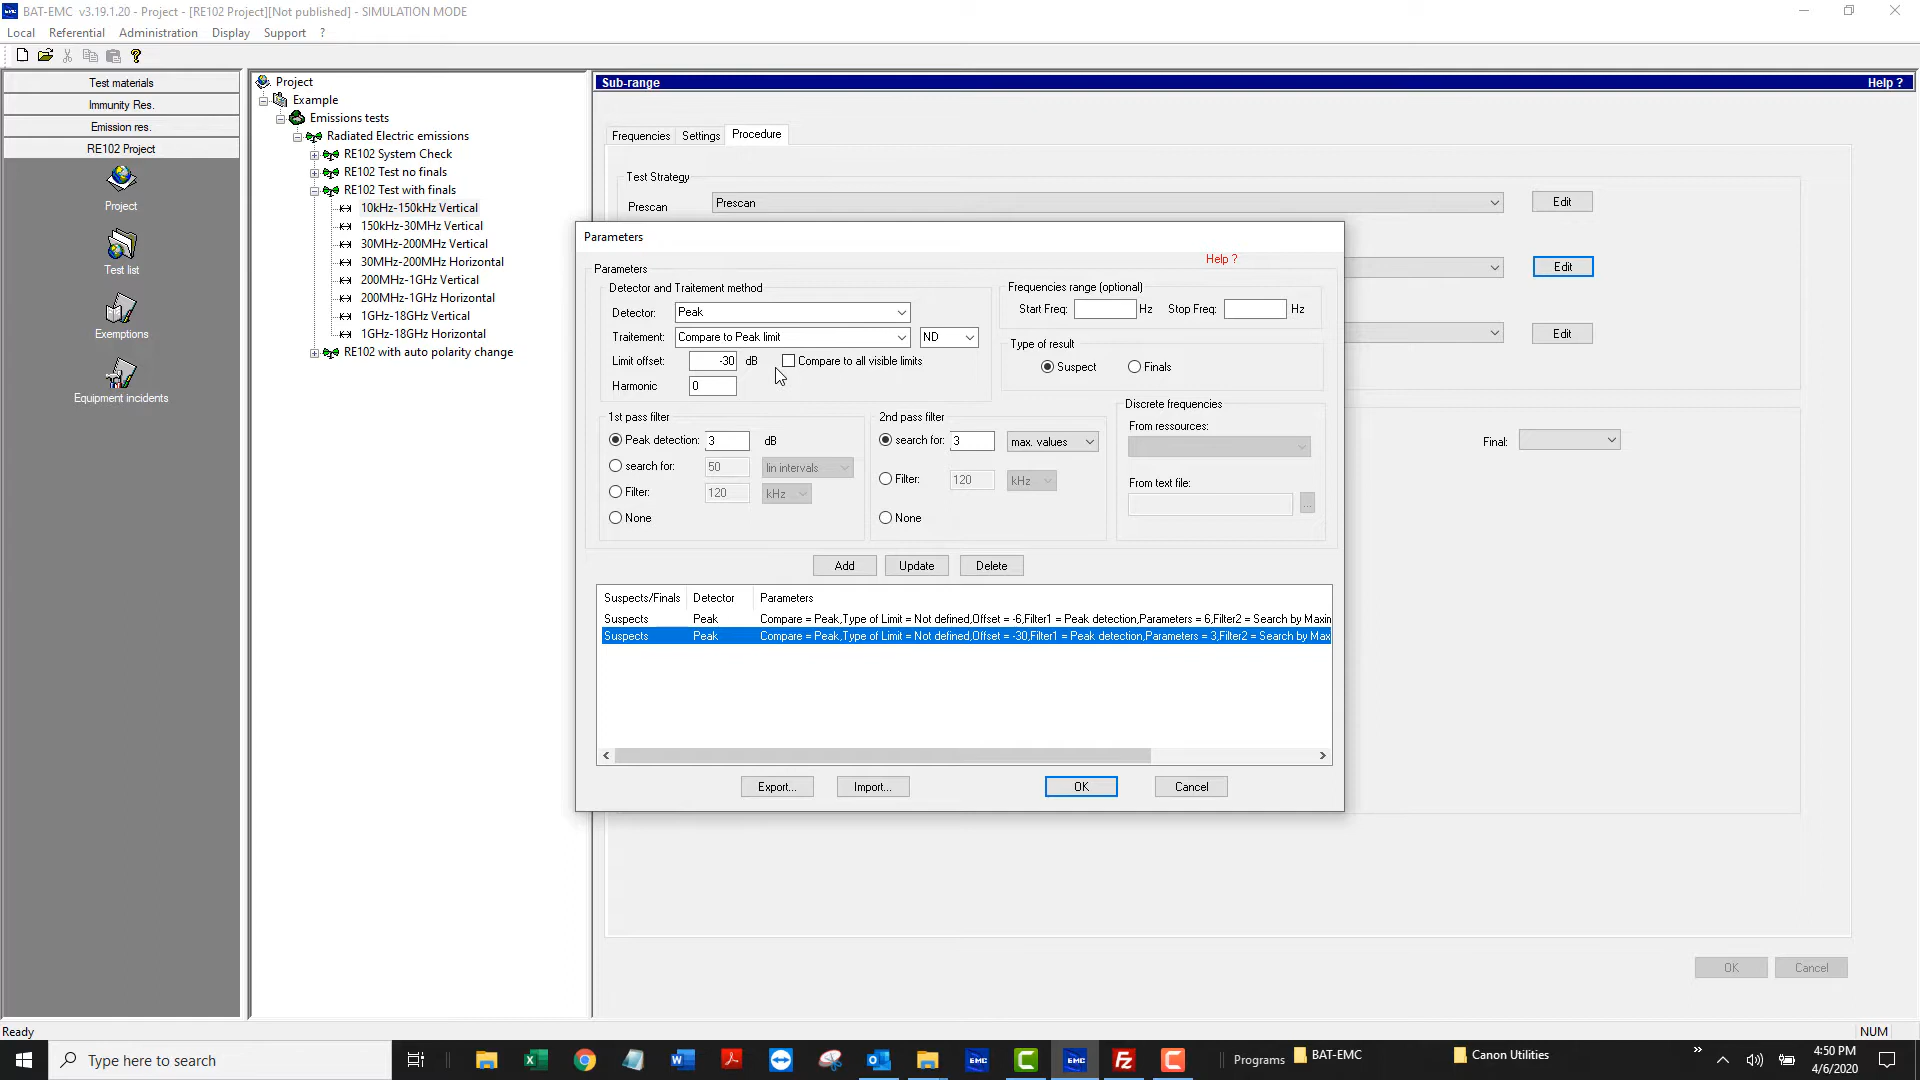 BAT-EMC v3.19.1.20 - Project - [RE102 Project][Not published] - SIMULATION MODE
Local Referential Administration Display Support ?
Test materials
Immunity Res.
Emission res.
RE102 Project
Project
Test list
Exemptions
Equipment incidents
Project
Example
Emissions tests
Radiated Electric emissions
RE102 System Check
RE102 Test no finals
RE102 Test with finals
10kHz-150kHz Vertical
150kHz-30MHz Vertical
30MHz-200MHz Vertical
30MHz-200MHz Horizontal
200MHz-1GHz Vertical
200MHz-1GHz Horizontal
1GHz-18GHz Vertical
1GHz-18GHz Horizontal
RE102 with auto polarity change
Sub-range Help ?
Frequencies Settings Procedure
Test Strategy
Prescan Prescan Edit
Edit
Edit
Final:
Parameters
Help ?
Parameters
Detector and Traitement method
Detector: Peak
Traitement: Compare to Peak limit ND
Limit offset: -30 dB Compare to all visible limits
Harmonic 0
Frequencies range (optional)
Start Freq: Hz Stop Freq: Hz
Type of result
Suspect Finals
1st pass filter
Peak detection: 3 dB
search for: 50 lin intervals
Filter: 120 kHz
None
2nd pass filter
search for: 3 max. values
Filter: 120 kHz
None
Discrete frequencies
From ressources:
From text file:
...
Add Update Delete
Suspects/Finals Detector Parameters
Suspects Peak Compare = Peak,Type of Limit = Not defined,Offset = -6,Filter1 = Peak detection,Parameters = 6,Filter2 = Search by Maxin
Suspects Peak Compare = Peak,Type of Limit = Not defined,Offset = -30,Filter1 = Peak detection,Parameters = 3,Filter2 = Search by Max
Export... Import... OK Cancel
OK Cancel
Ready NUM
Type here to search
Programs BAT-EMC Canon Utilities
4:50 PM
4/6/2020